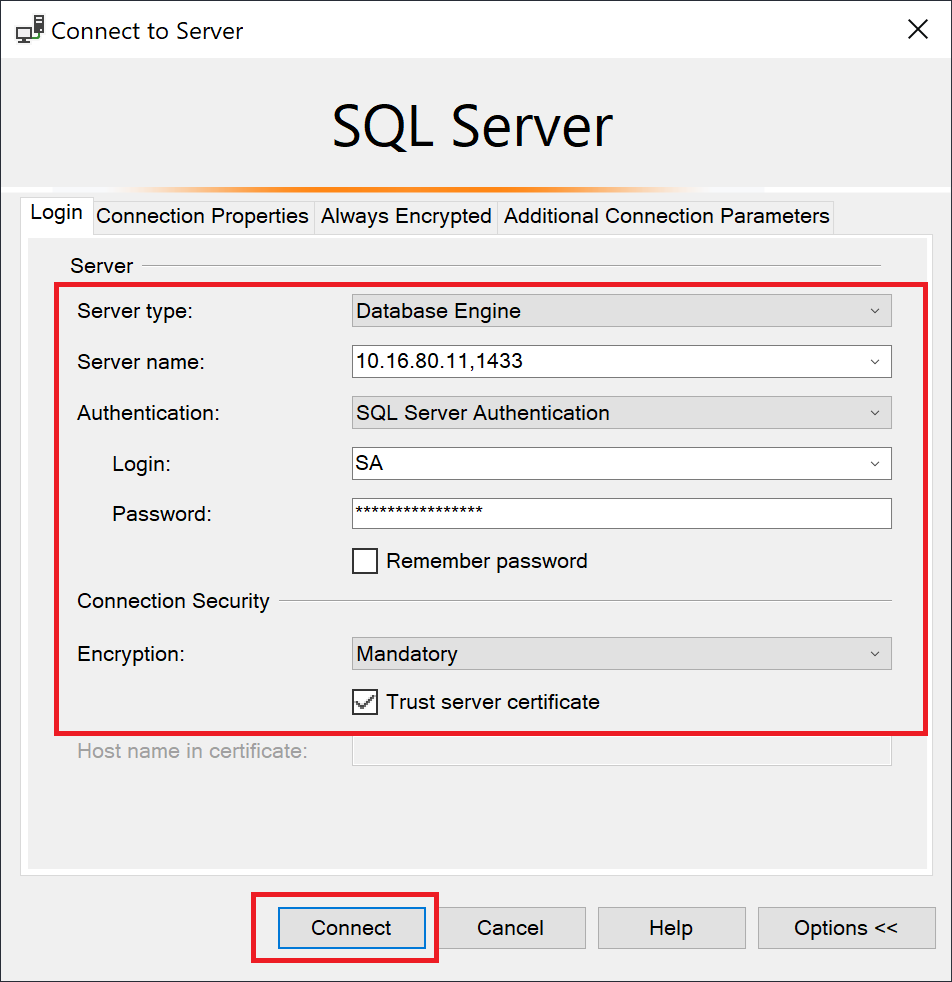 Connect to Server
SQL Server
Login Connection Properties Always Encrypted Additional Connection Parameters
Server
Server type: Database Engine
Server name: 10.16.80.11,1433
Authentication: SQL Server Authentication
Login: SA
Password: ****************
Remember password
Connection Security
Encryption: Mandatory
Trust server certificate
Host name in certificate:
Connect Cancel Help Options <<